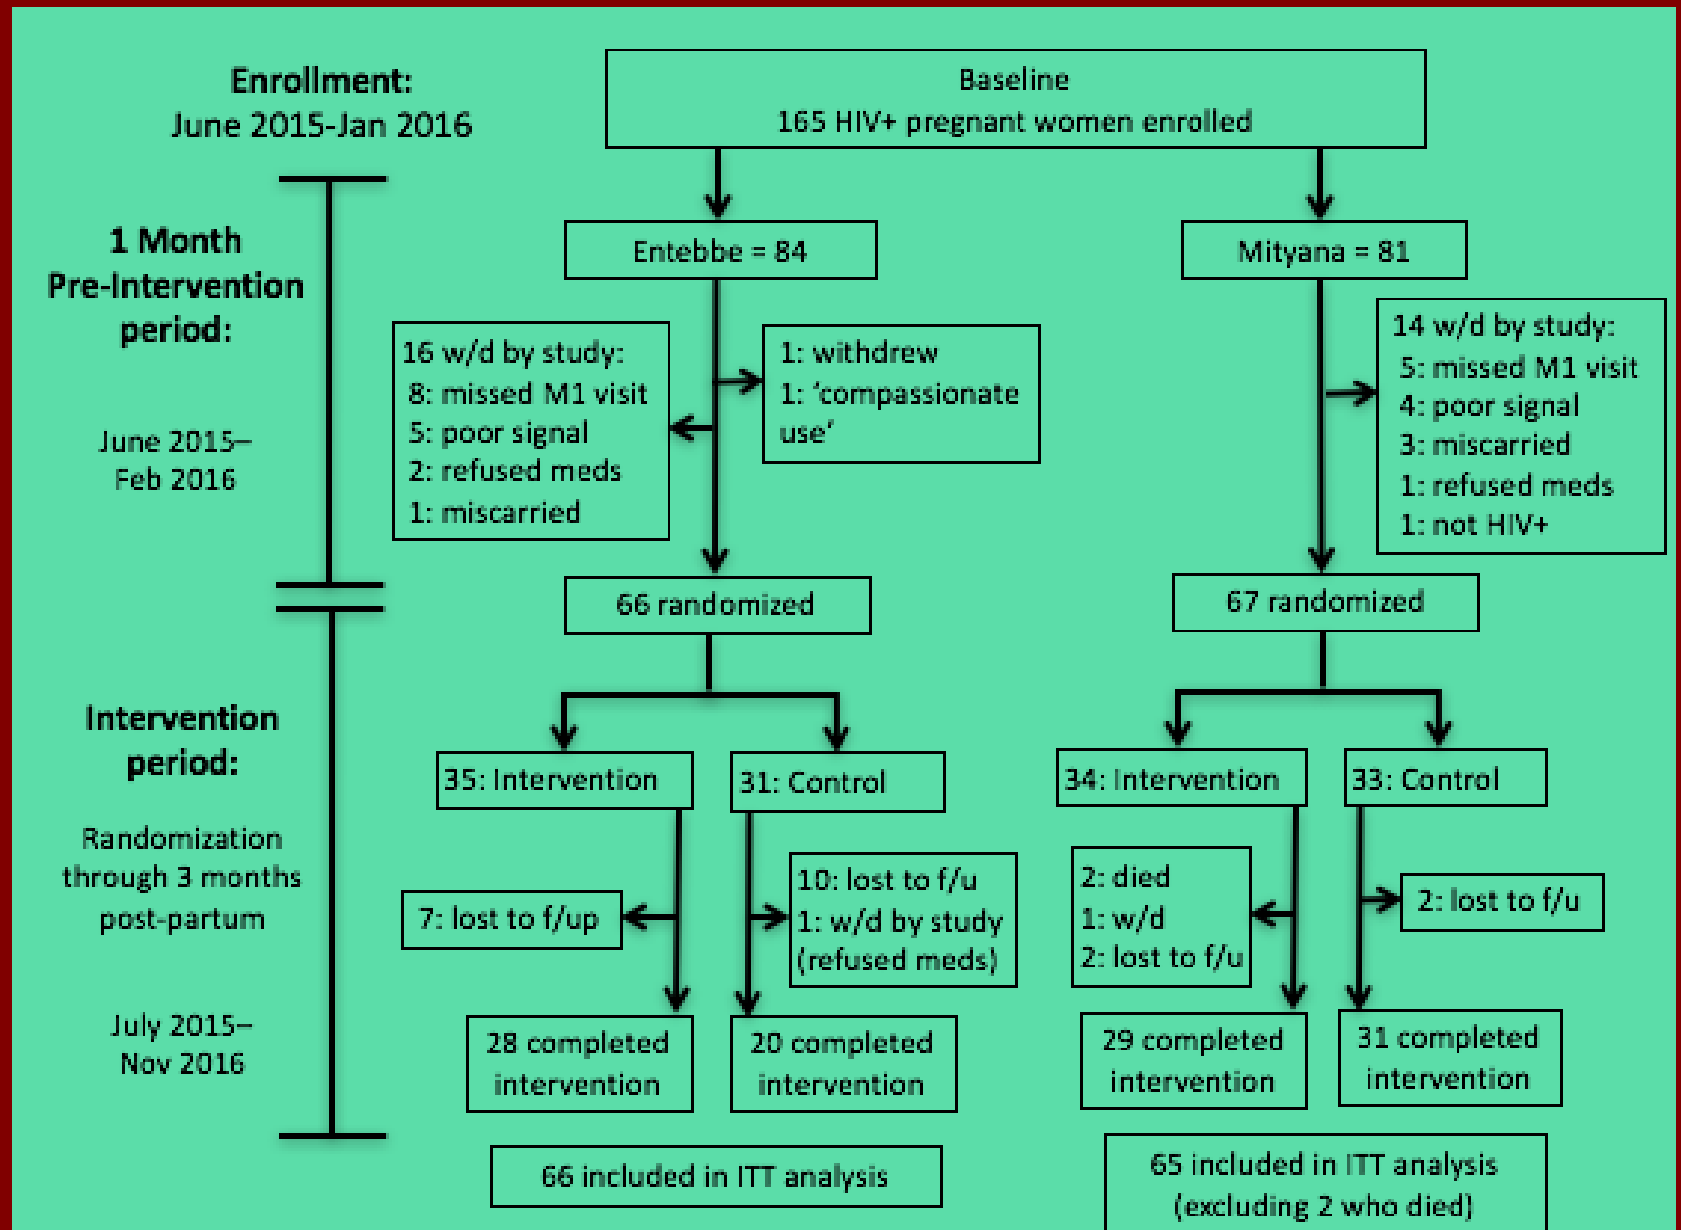 Enrollment:
June 2015-Jan 2016
Baseline
165 HIV+ pregnant women enrolled
1 Month
Pre-Intervention
period:
June 2015–
Feb 2016
Entebbe = 84
Mityana = 81
16 w/d by study:
8: missed M1 visit
5: poor signal
2: refused meds
1: miscarried
1: withdrew
1: ‘compassionate
use’
14 w/d by study:
5: missed M1 visit
4: poor signal
3: miscarried
1: refused meds
1: not HIV+
66 randomized
67 randomized
Intervention
period:
Randomization
through 3 months
post-partum
July 2015–
Nov 2016
35: Intervention
31: Control
34: Intervention
33: Control
7: lost to f/up
10: lost to f/u
1: w/d by study
(refused meds)
2: died
1: w/d
2: lost to f/u
2: lost to f/u
28 completed
intervention
20 completed
intervention
29 completed
intervention
31 completed
intervention
66 included in ITT analysis
65 included in ITT analysis
(excluding 2 who died)